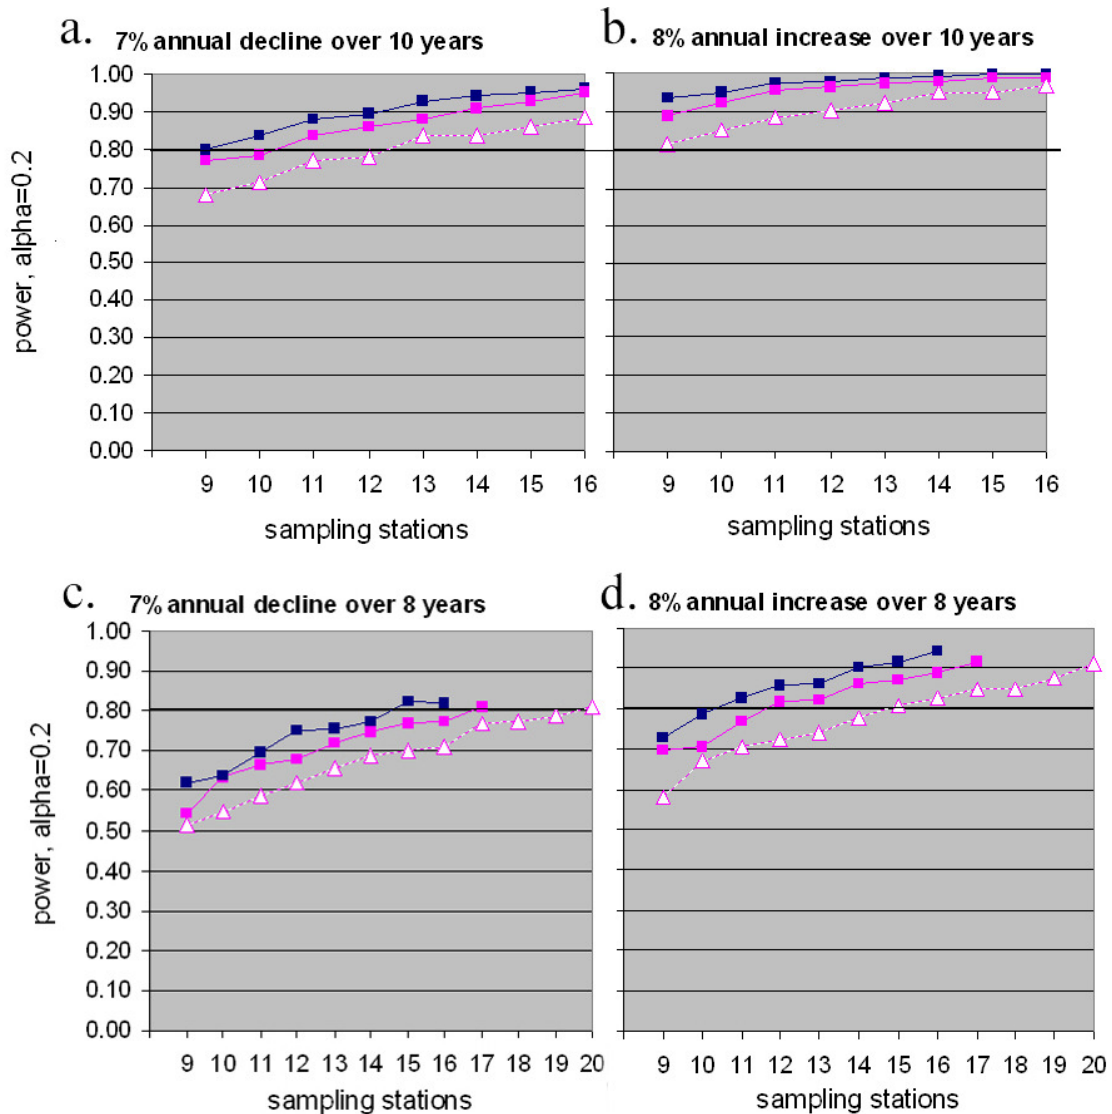 a. 7% annual decline over 10 years
b. 8% annual increase over 10 years
power, alpha=0.2
1.00
0.90
0.80
0.70
0.60
0.50
0.40
0.30
0.20
0.10
0.00
9 10 11 12 13 14 15 16
sampling stations
9 10 11 12 13 14 15 16
sampling stations
c. 7% annual decline over 8 years
d. 8% annual increase over 8 years
power, alpha=0.2
1.00
0.90
0.80
0.70
0.60
0.50
0.40
0.30
0.20
0.10
0.00
9 10 11 12 13 14 15 16 17 18 19 20
sampling stations
9 10 11 12 13 14 15 16 17 18 19 20
sampling stations